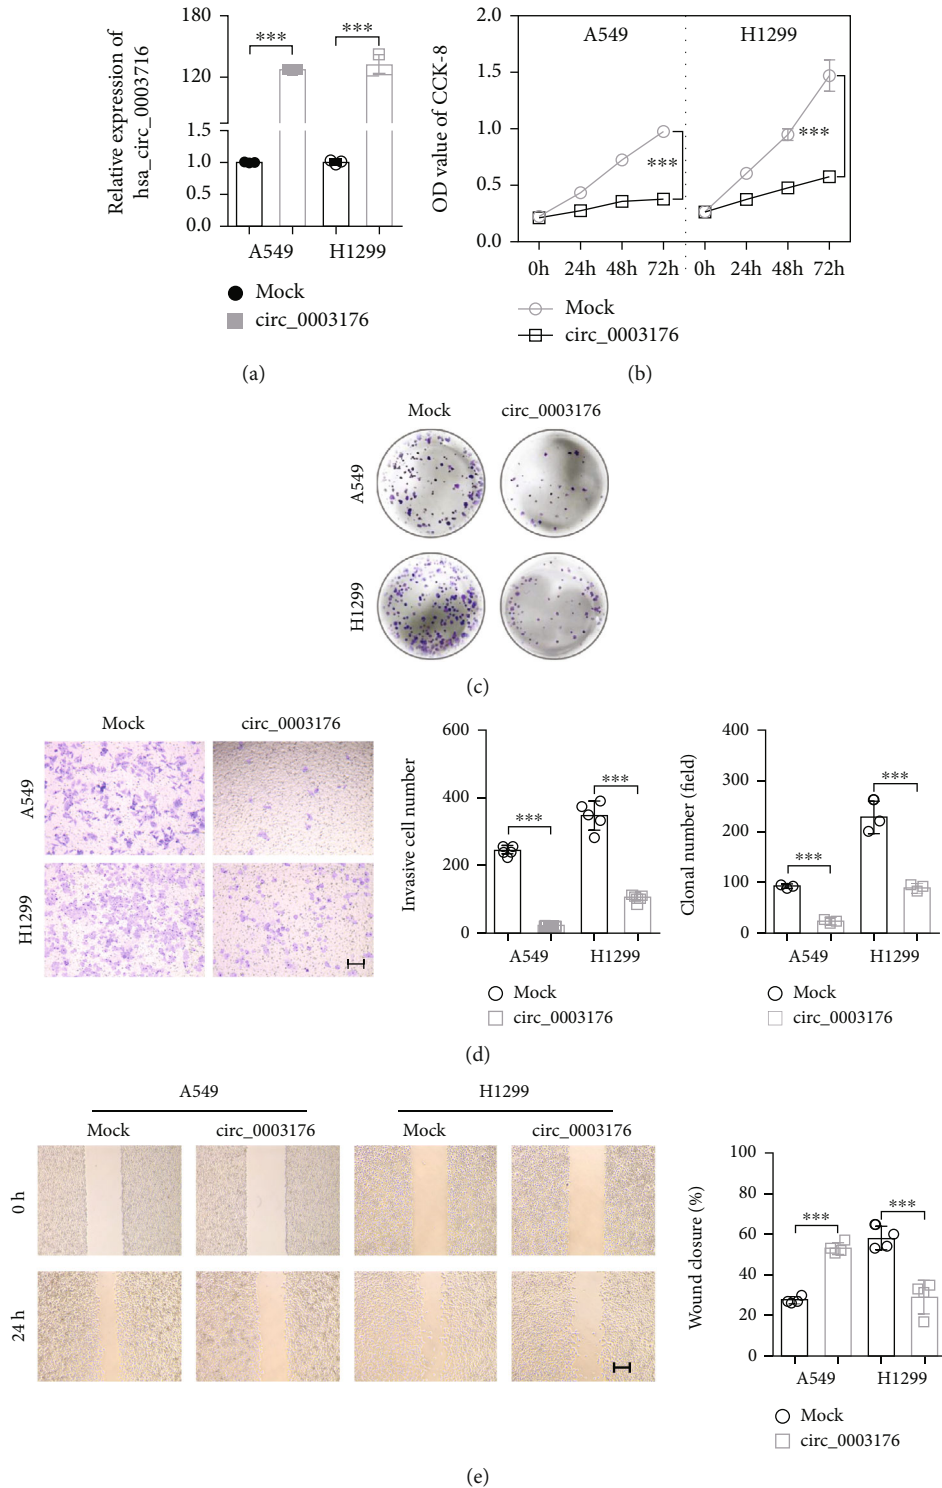 Relative expression of
hsa_circ_0003716
180
120
1.5
1.0
0.5
0.0
***
***
A549
H1299
Mock
circ_0003176
(a)
OD value of CCK-8
2.0
1.5
1.0
0.5
0.0
A549
H1299
***
***
0h
24h
48h
72h
0h
24h
48h
72h
Mock
circ_0003176
(b)
Mock
circ_0003176
A549
H1299
(c)
Mock
circ_0003176
A549
H1299
Invasive cell number
600
400
200
0
***
***
A549
H1299
Mock
circ_0003176
Clonal number (field)
400
300
200
100
0
***
***
A549
H1299
Mock
circ_0003176
(d)
A549
H1299
Mock
circ_0003176
Mock
circ_0003176
0 h
24 h
Wound closure (%)
100
80
60
40
20
0
***
***
A549
H1299
Mock
circ_0003176
(e)